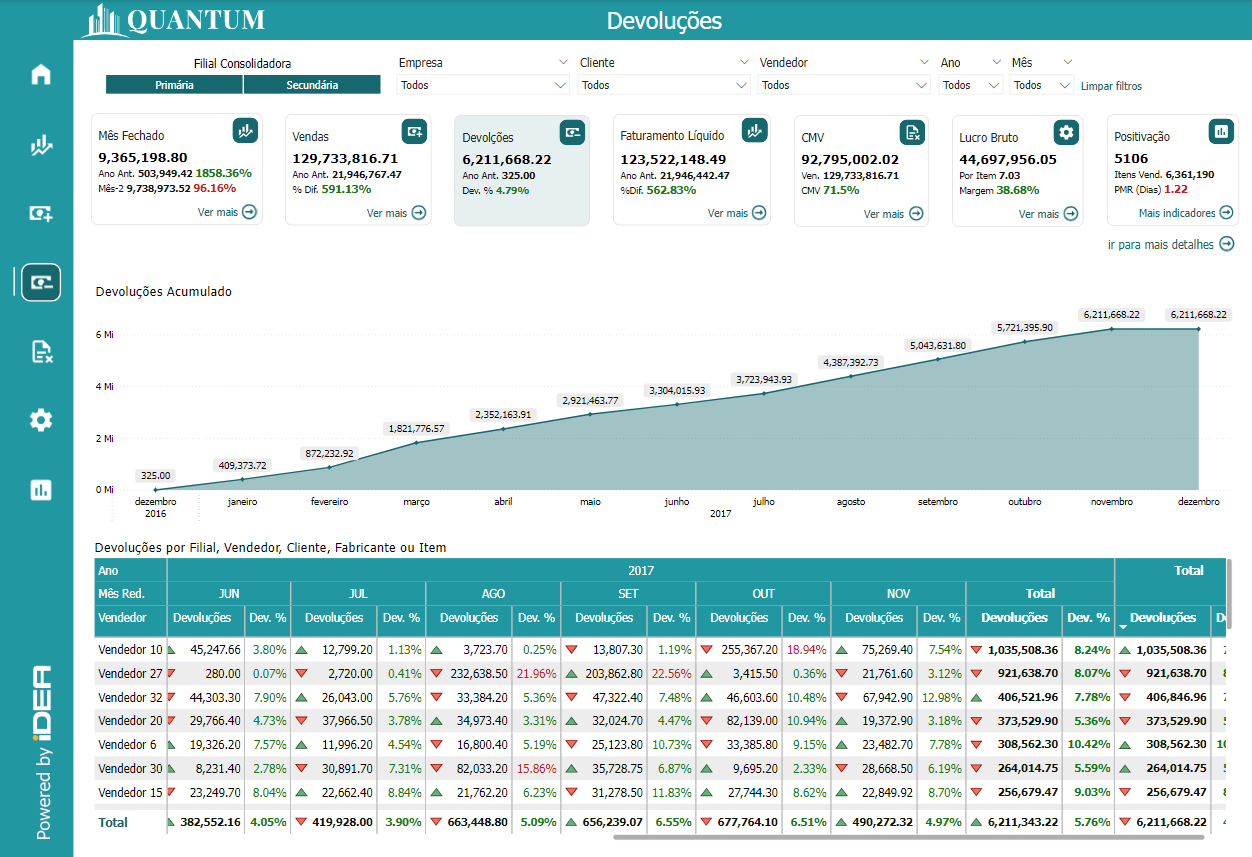 QUANTUM
Devoluções
Filial Consolidadora
Primária Secundária
Empresa
Todos
Cliente
Todos
Vendedor
Todos
Ano
Todos
Mês
Todos
Limpar filtros
Mês Fechado
9,365,198.80
Ano Ant. 503,949.42 1858.36%
Mês-2 9,738,973.52 96.16%
Ver mais
Vendas
129,733,816.71
Ano Ant. 21,946,767.47
% Dif. 591.13%
Ver mais
Devolções
6,211,668.22
Ano Ant. 325.00
Dev. % 4.79%
Faturamento Líquido
123,522,148.49
Ano Ant. 21,946,442.47
%Dif. 562.83%
Ver mais
CMV
92,795,002.02
Ven. 129,733,816.71
CMV 71.5%
Ver mais
Lucro Bruto
44,697,956.05
Por Item 7.03
Margem 38.68%
Ver mais
Positivação
5106
Itens Vend. 6,361,190
PMR (Dias) 1.22
Mais indicadores
ir para mais detalhes
Devoluções Acumulado
6 Mi
4 Mi
2 Mi
0 Mi
325.00
409,373.72
872,232.92
1,821,776.57
2,352,163.91
2,921,463.77
3,304,015.93
3,723,943.93
4,387,392.73
5,043,631.80
5,721,395.90
6,211,668.22
6,211,668.22
dezembro janeiro fevereiro março abril maio junho julho agosto setembro outubro novembro dezembro
2016 2017
Devoluções por Filial, Vendedor, Cliente, Fabricante ou Item
Ano 2017 Total
Mês Red. JUN JUL AGO SET OUT NOV Total
Vendedor Devoluções Dev. % Devoluções Dev. % Devoluções Dev. % Devoluções Dev. % Devoluções Dev. % Devoluções Dev. % Devoluções Dev. % Devoluções
Vendedor 10 45,247.66 3.80% 12,799.20 1.13% 3,723.70 0.25% 13,807.30 1.19% 255,367.20 18.94% 75,269.40 7.54% 1,035,508.36 8.24% 1,035,508.36
Vendedor 27 280.00 0.07% 2,720.00 0.41% 232,638.50 21.96% 203,862.80 22.56% 3,415.50 0.36% 21,761.60 3.12% 921,638.70 8.07% 921,638.70
Vendedor 32 44,303.30 7.90% 26,043.00 5.76% 33,384.20 5.36% 47,322.40 7.48% 46,603.60 10.48% 67,942.90 12.98% 406,521.96 7.78% 406,846.96
Vendedor 20 29,766.40 4.73% 37,966.50 3.78% 34,973.40 3.31% 32,024.70 4.47% 82,139.00 10.94% 19,372.90 3.18% 373,529.90 5.36% 373,529.90
Vendedor 6 19,326.20 7.57% 11,996.20 4.54% 16,800.40 5.19% 25,123.80 10.73% 33,385.80 9.15% 23,482.70 7.78% 308,562.30 10.42% 308,562.30
Vendedor 30 8,231.40 2.78% 30,891.70 7.31% 82,033.20 15.86% 35,728.75 6.87% 9,695.20 2.33% 28,668.50 6.19% 264,014.75 5.59% 264,014.75
Vendedor 15 23,249.70 8.04% 22,662.40 8.84% 21,762.20 6.23% 31,278.50 11.83% 27,744.30 8.62% 22,849.92 8.70% 256,679.47 9.03% 256,679.47
Total 382,552.16 4.05% 419,928.00 3.90% 663,448.80 5.09% 656,239.07 6.55% 677,764.10 6.51% 490,272.32 4.97% 6,211,343.22 5.76% 6,211,668.22
Powered by iDEA